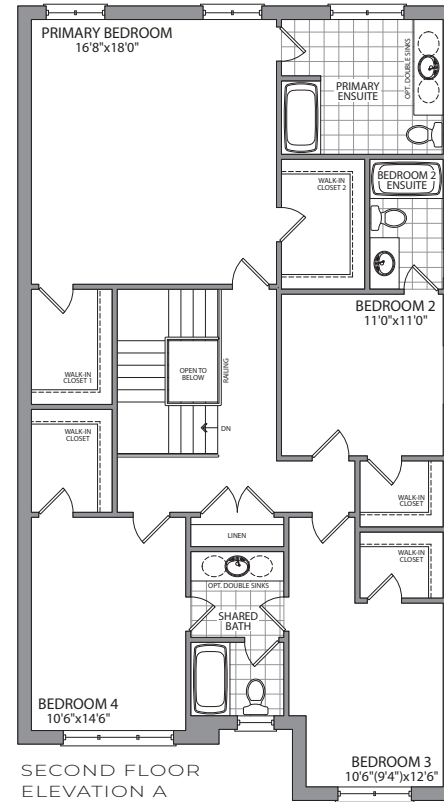 PRIMARY BEDROOM
16'8"x18'0"
PRIMARY
ENSUITE
OPT. DOUBLE SINKS
WALK-IN
CLOSET 2
BEDROOM 2
ENSUITE
BEDROOM 2
11'0"x11'0"
WALK-IN
CLOSET 1
OPEN TO
BELOW
RAILING
DN
WALK-IN
CLOSET
WALK-IN
CLOSET
LINEN
WALK-IN
CLOSET
OPT. DOUBLE SINKS
SHARED
BATH
BEDROOM 4
10'6"x14'6"
BEDROOM 3
10'6"(9'4")x12'6"
SECOND FLOOR
ELEVATION A